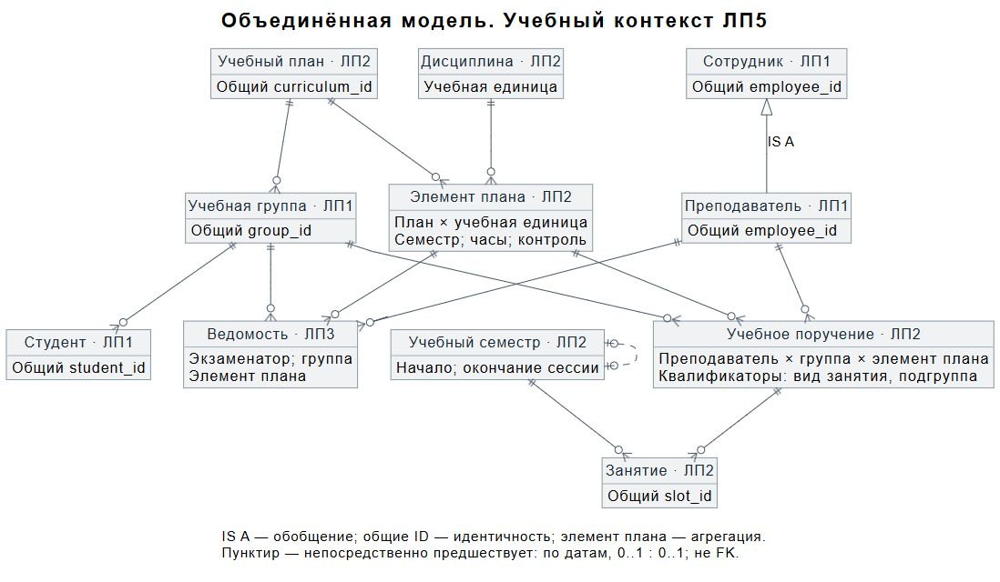 Объединённая модель. Учебный контекст ЛП5
Учебный план · ЛП2
Общий curriculum_id
Дисциплина · ЛП2
Учебная единица
Сотрудник · ЛП1
Общий employee_id
IS A
Учебная группа · ЛП1
Общий group_id
Элемент плана · ЛП2
План × учебная единица
Семестр; часы; контроль
Преподаватель · ЛП1
Общий employee_id
Студент · ЛП1
Общий student_id
Ведомость · ЛП3
Экзаменатор; группа
Элемент плана
Учебный семестр · ЛП2
Начало; окончание сессии
Учебное поручение · ЛП2
Преподаватель × группа × элемент плана
Квалификаторы: вид занятия, подгруппа
Занятие · ЛП2
Общий slot_id
IS A — обобщение; общие ID — идентичность; элемент плана — агрегация.
Пунктир — непосредственно предшествует: по датам, 0..1 : 0..1; не FK.